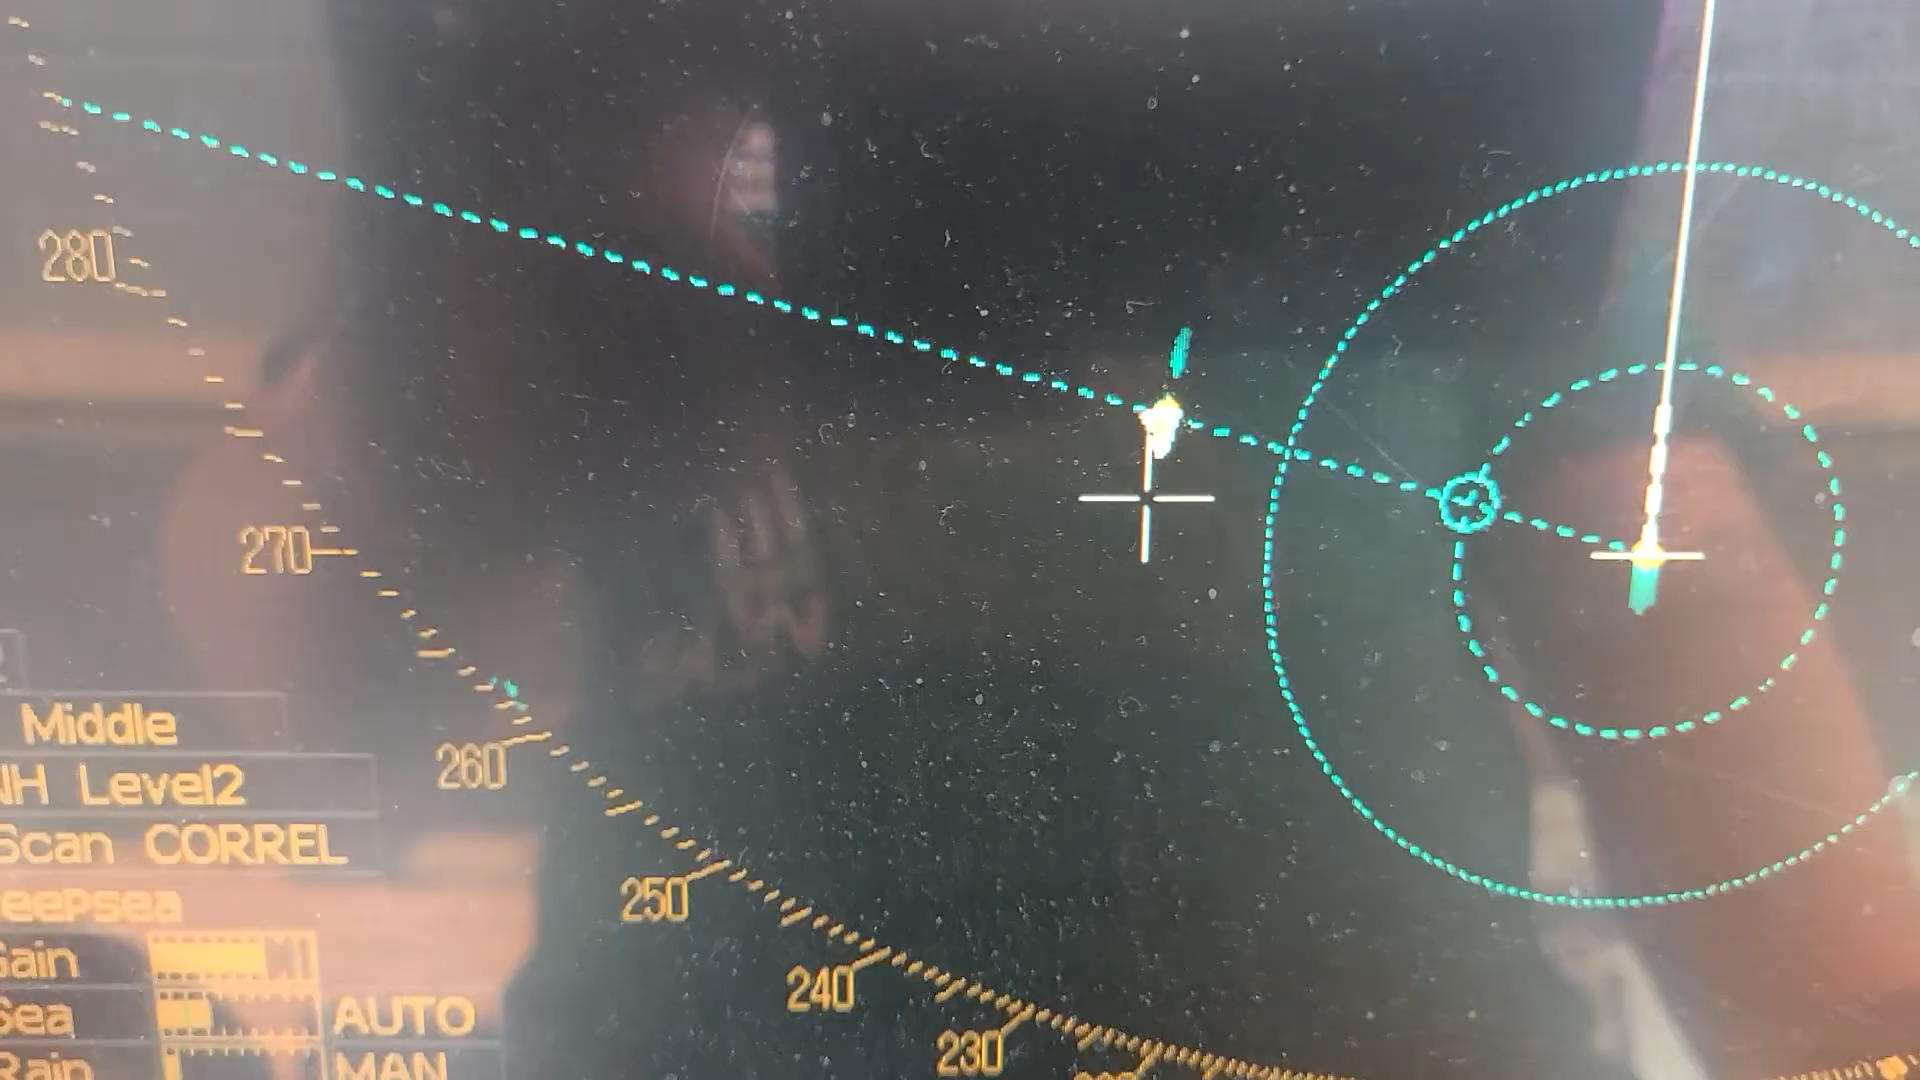 280
270
260
Middle
NH Level2
Scan CORREL
250
eepsea
Gain
240
Sea AUTO
230
Rain MAN